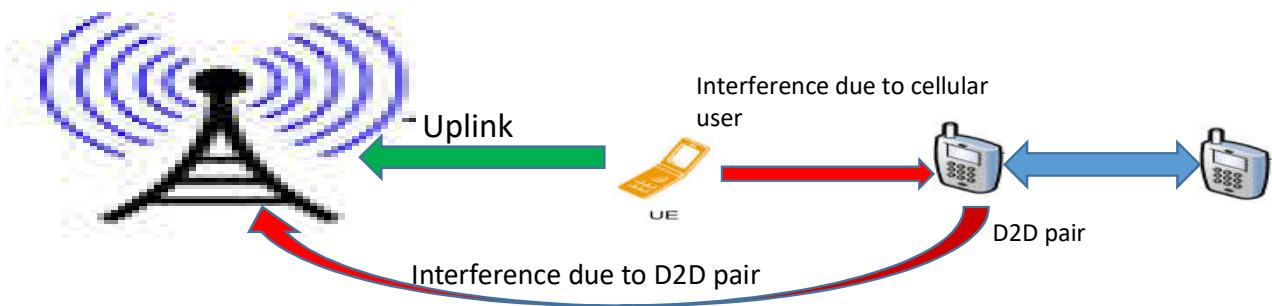 Interference due to cellular
user
Uplink
UE
D2D pair
Interference due to D2D pair